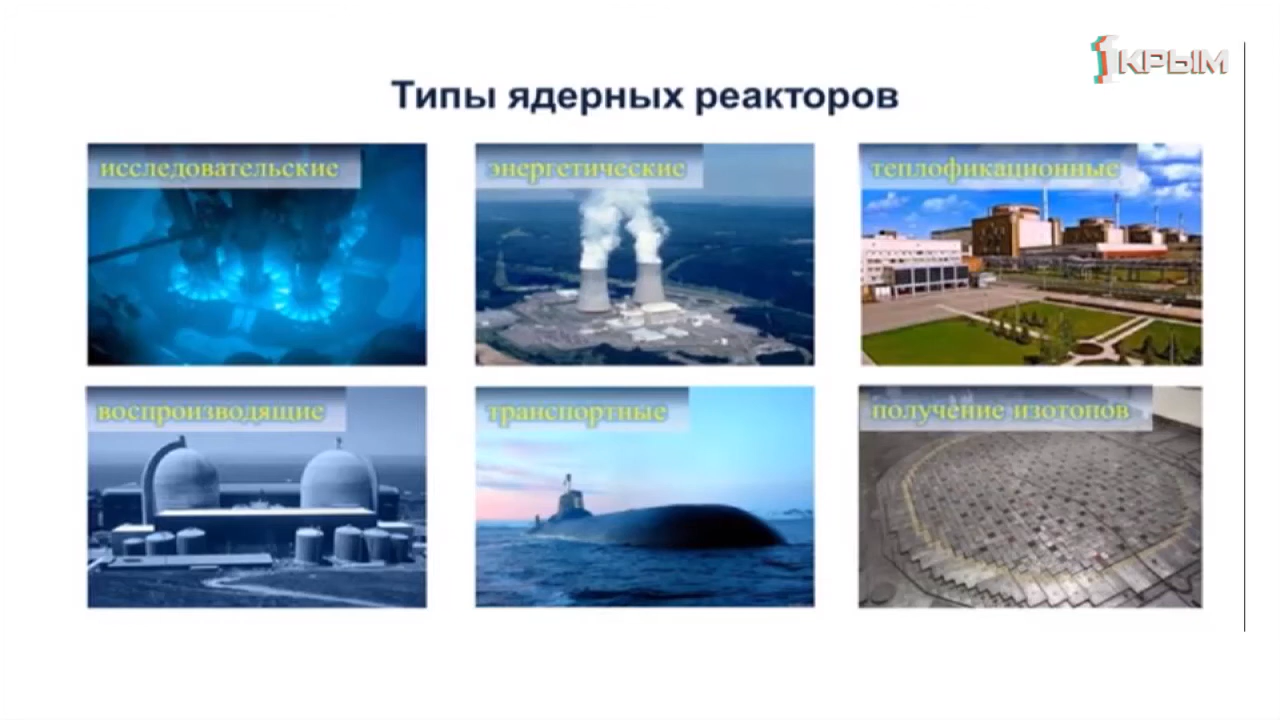 1КРЫМ
Типы ядерных реакторов
исследовательские
энергетические
теплофикационные
воспроизводящие
транспортные
получение изотопов